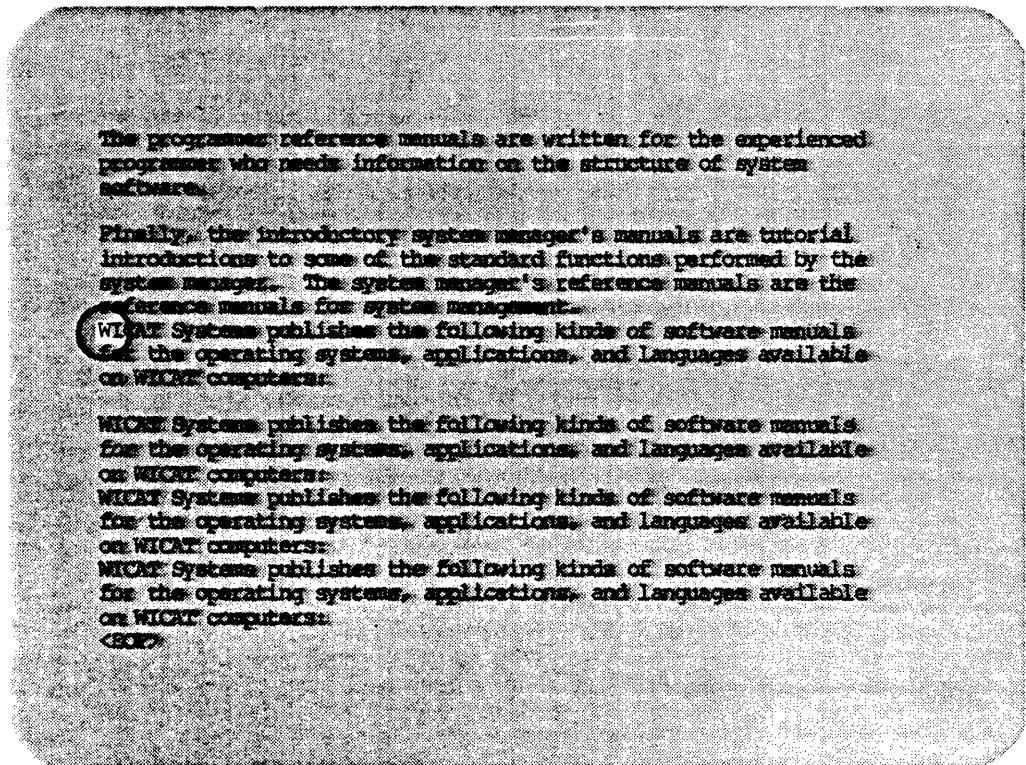 The programmer reference manuals are written for the experienced
programmer who needs information on the structure of system
software.
Finally, the introductory system manager's manuals are tutorial
introductions to some of the standard functions performed by the
system manager. The system manager's reference manuals are the
reference manuals for system management.
WICAT Systems publishes the following kinds of software manuals
for the operating systems, applications, and languages available
on WICAT computers:
WICAT Systems publishes the following kinds of software manuals
for the operating systems, applications, and languages available
on WICAT computers:
WICAT Systems publishes the following kinds of software manuals
for the operating systems, applications, and languages available
on WICAT computers:
WICAT Systems publishes the following kinds of software manuals
for the operating systems, applications, and languages available
on WICAT computers:
<EOF>